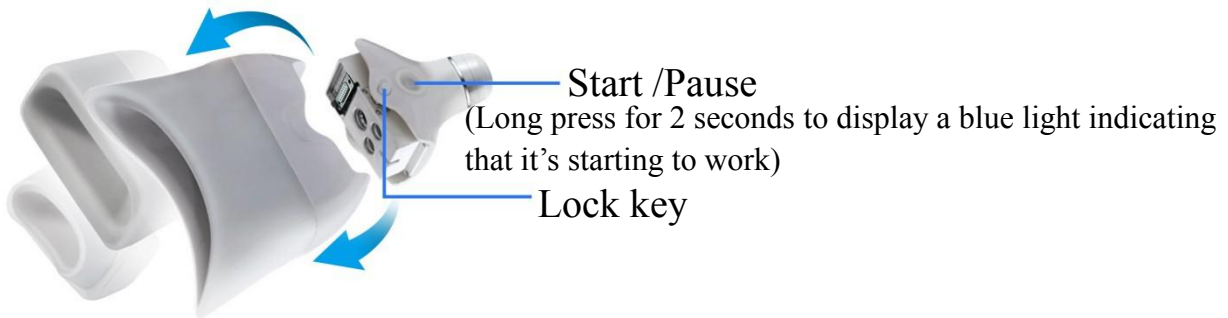 Start /Pause
(Long press for 2 seconds to display a blue light indicating
that it’s starting to work)
Lock key